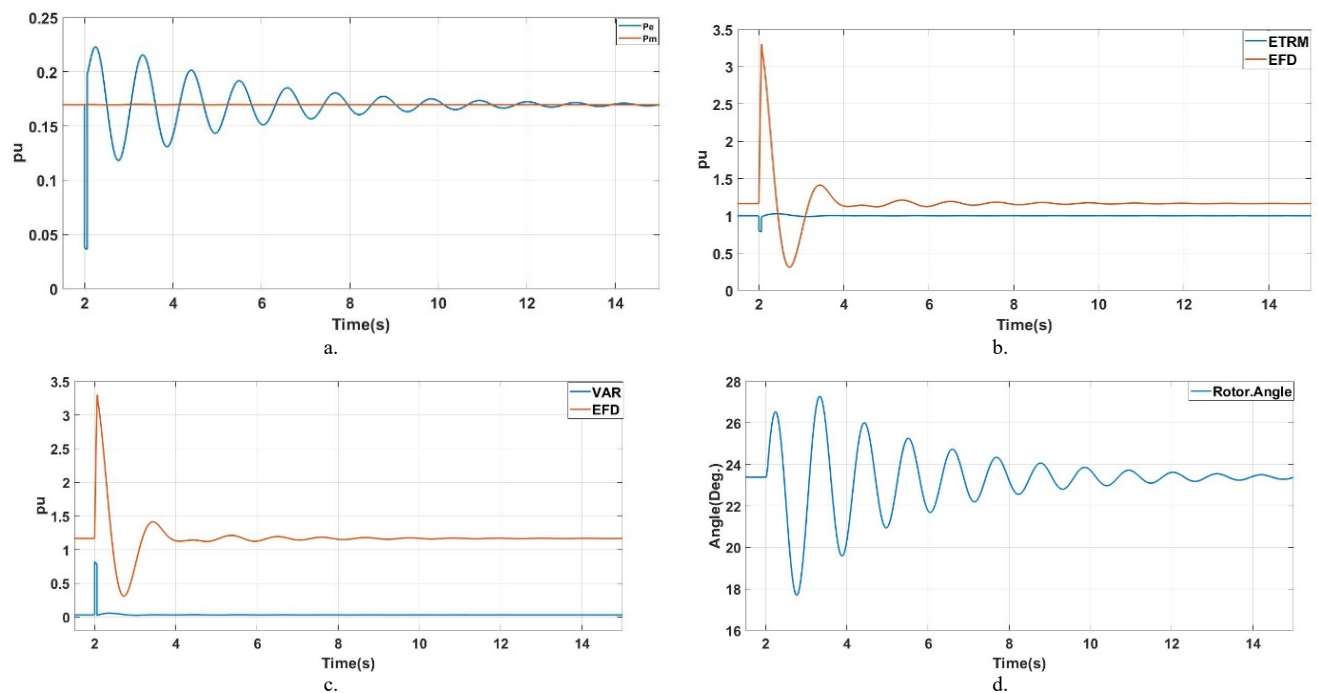 0.25
0.2
0.15
0.1
0.05
0
pu
Pe
Pm
2 4 6 8 10 12 14
Time(s)
a.
3.5
3
2.5
2
1.5
1
0.5
0
pu
ETRM
EFD
2 4 6 8 10 12 14
Time(s)
b.
3.5
3
2.5
2
1.5
1
0.5
0
pu
VAR
EFD
2 4 6 8 10 12 14
Time(s)
c.
28
26
24
22
20
18
16
Angle(Deg.)
Rotor.Angle
2 4 6 8 10 12 14
Time(s)
d.